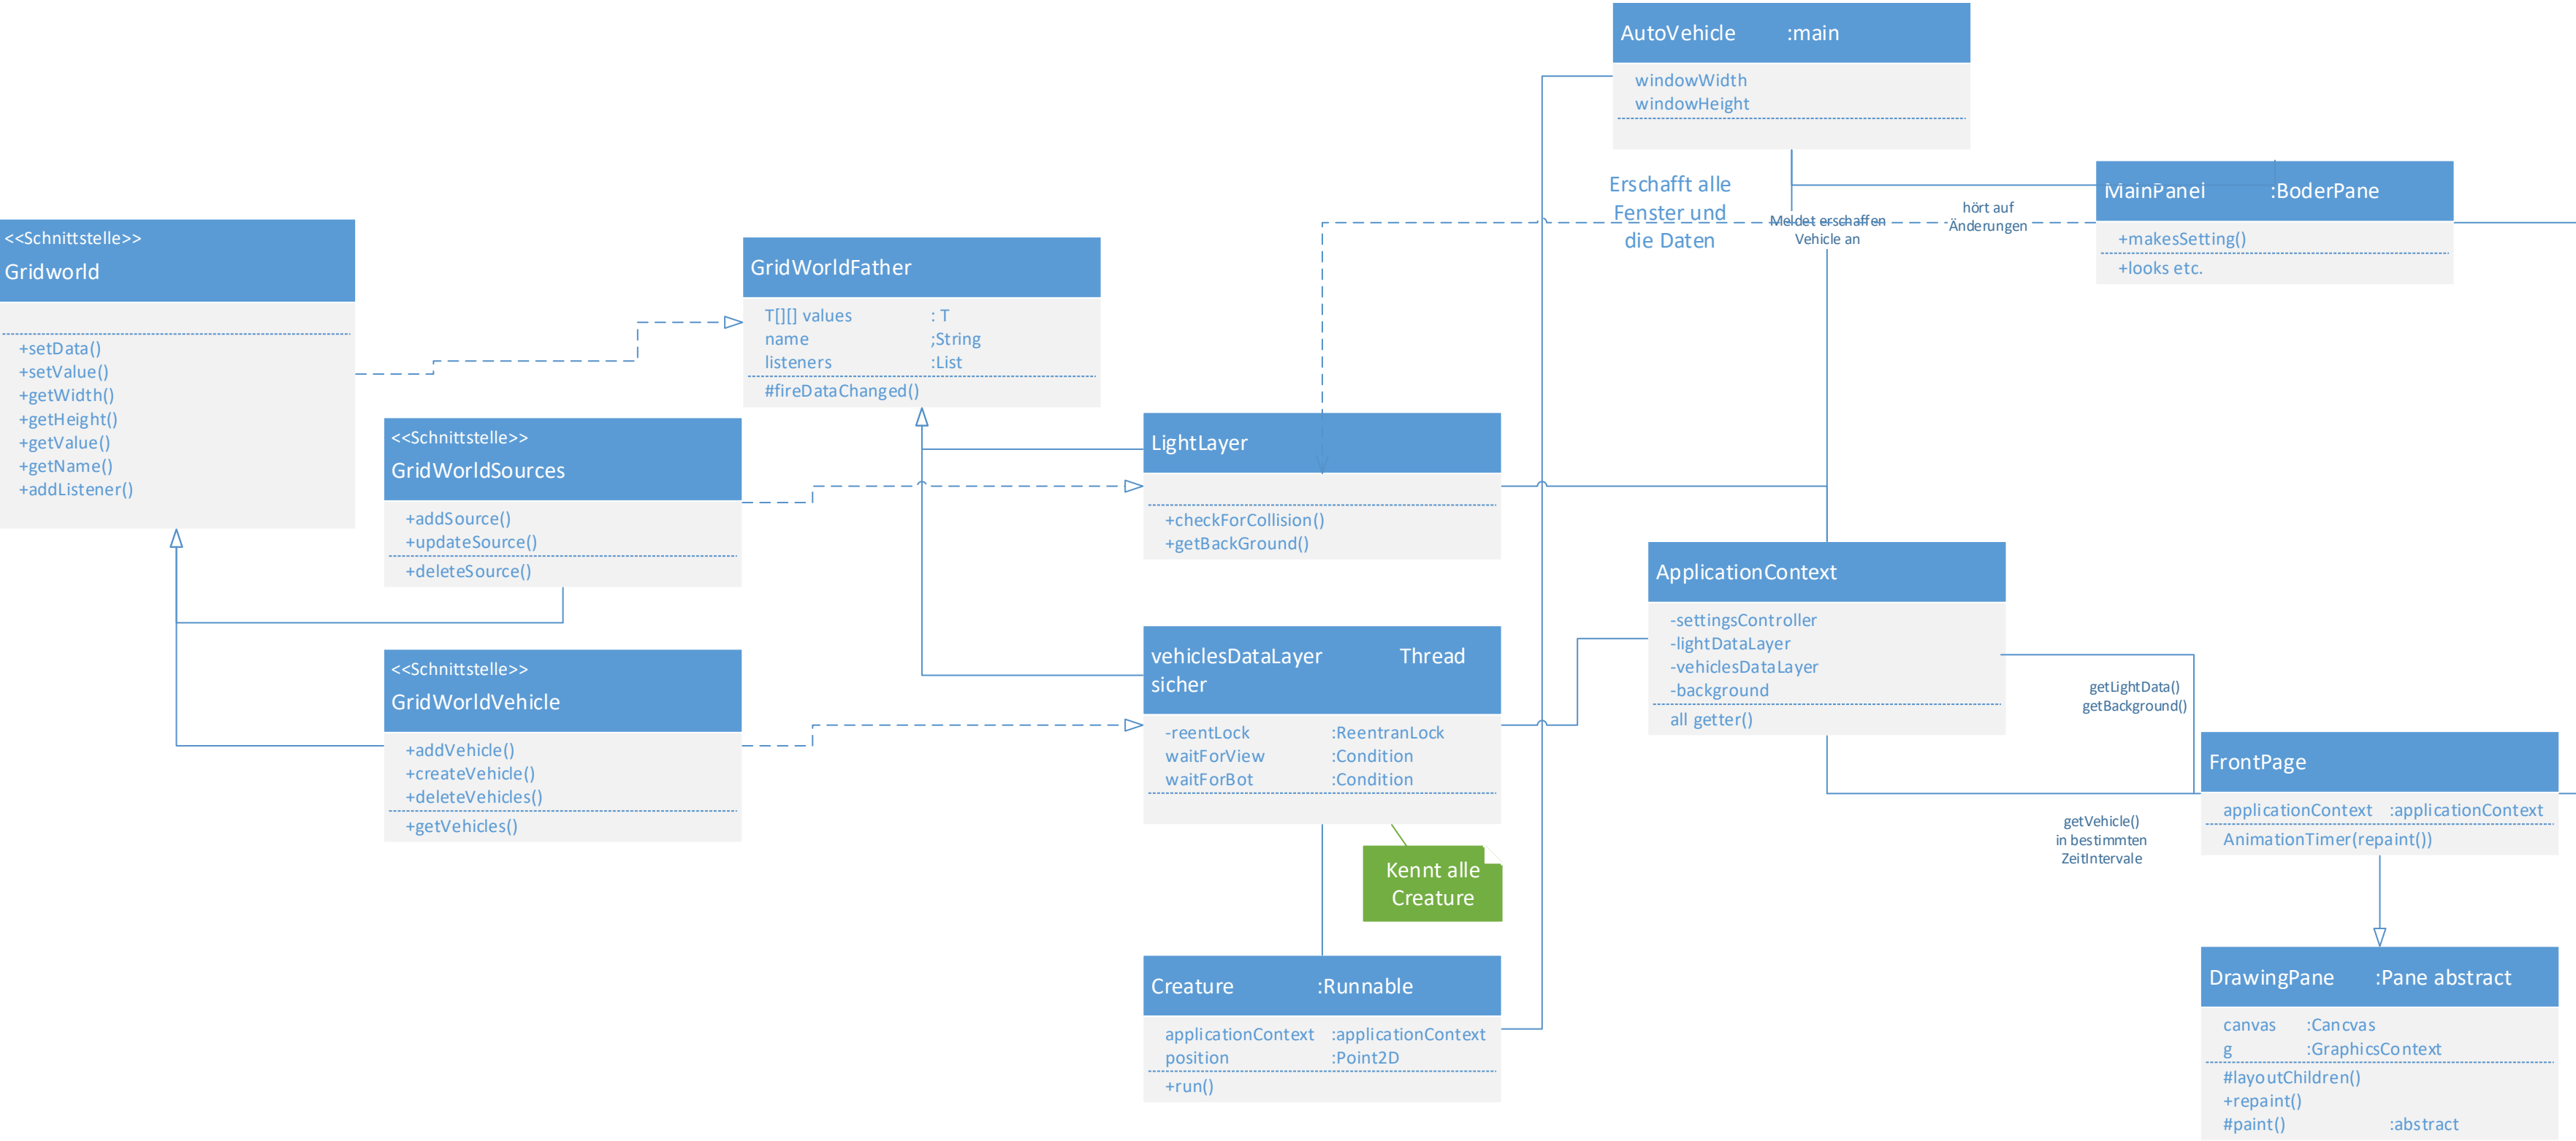 AutoVehicle :main
windowWidth
windowHeight
Erschafft alle
Fenster und
die Daten
Meldet erschaffen
Vehicle an
hört auf
Änderungen
MainPanel :BoderPane
+makesSetting()
+looks etc.
<<Schnittstelle>>
Gridworld
+setData()
+setValue()
+getWidth()
+getHeight()
+getValue()
+getName()
+addListener()
GridWorldFather
T[][] values : T
name ;String
listeners :List
#fireDataChanged()
<<Schnittstelle>>
GridWorldSources
+addSource()
+updateSource()
+deleteSource()
LightLayer
+checkForCollision()
+getBackGround()
<<Schnittstelle>>
GridWorldVehicle
+addVehicle()
+createVehicle()
+deleteVehicles()
+getVehicles()
vehiclesDataLayer Thread
sicher
-reentLock :ReentranLock
waitForView :Condition
waitForBot :Condition
Kennt alle
Creature
ApplicationContext
-settingsController
-lightDataLayer
-vehiclesDataLayer
-background
all getter()
getLightData()
getBackground()
getVehicle()
in bestimmten
ZeitIntervale
FrontPage
applicationContext :applicationContext
AnimationTimer(repaint())
Creature :Runnable
applicationContext :applicationContext
position :Point2D
+run()
DrawingPane :Pane abstract
canvas :Cancvas
g :GraphicsContext
#layoutChildren()
+repaint()
#paint() :abstract